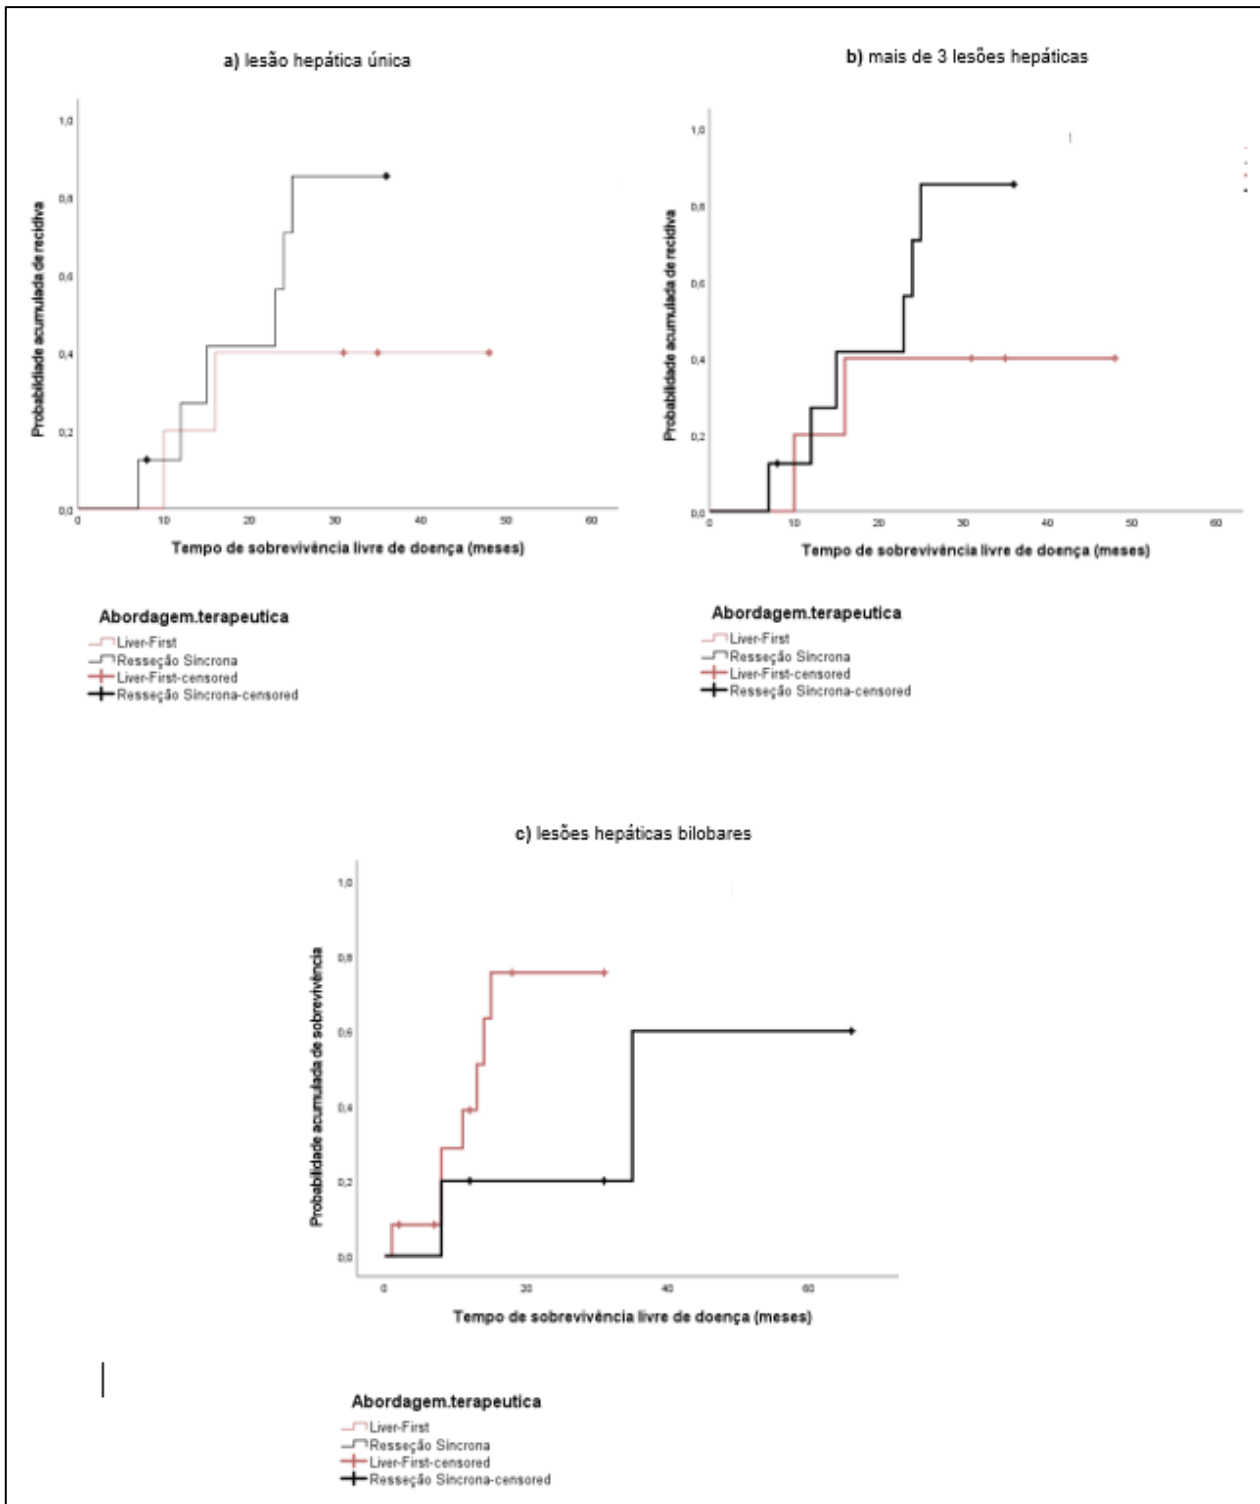 a) lesão hepática única
Probabilidiade acumulada de recidiva
1,0
0,8
0,6
0,4
0,2
0,0
0 10 20 30 40 50 60
Tempo de sobrevivência livre de doença (meses)
Abordagem.terapeutica
Liver-First
Resseção Síncrona
Liver-First-censored
Resseção Síncrona-censored
b) mais de 3 lesões hepáticas
Probabilidade acumulada de recidiva
1,0
0,8
0,6
0,4
0,2
0,0
0 10 20 30 40 50 60
Tempo de sobrevivência livre de doença (meses)
Abordagem.terapeutica
Liver-First
Resseção Síncrona
Liver-First-censored
Resseção Síncrona-censored
c) lesões hepáticas bilobares
Probabilidade acumulada de sobrevivência
1,0
0,8
0,6
0,4
0,2
0,0
0 20 40 60
Tempo de sobrevivência livre de doença (meses)
Abordagem.terapeutica
Liver-First
Resseção Síncrona
Liver-First-censored
Resseção Síncrona-censored